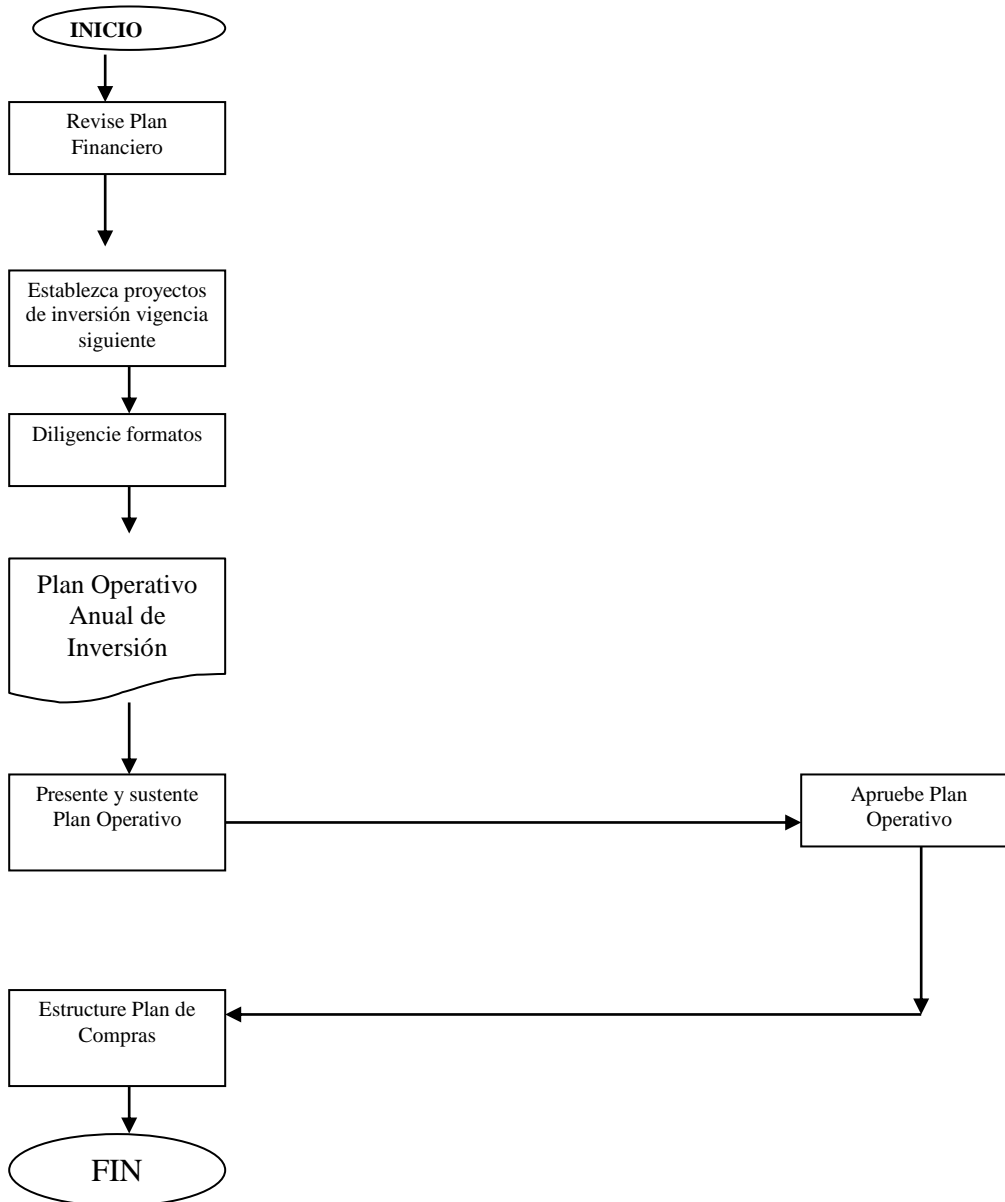 INICIO
Revise Plan
Financiero
Establezca proyectos
de inversión vigencia
siguiente
Diligencie formatos
Plan Operativo
Anual de
Inversión
Presente y sustente
Plan Operativo
Apruebe Plan
Operativo
Estructure Plan de
Compras
FIN